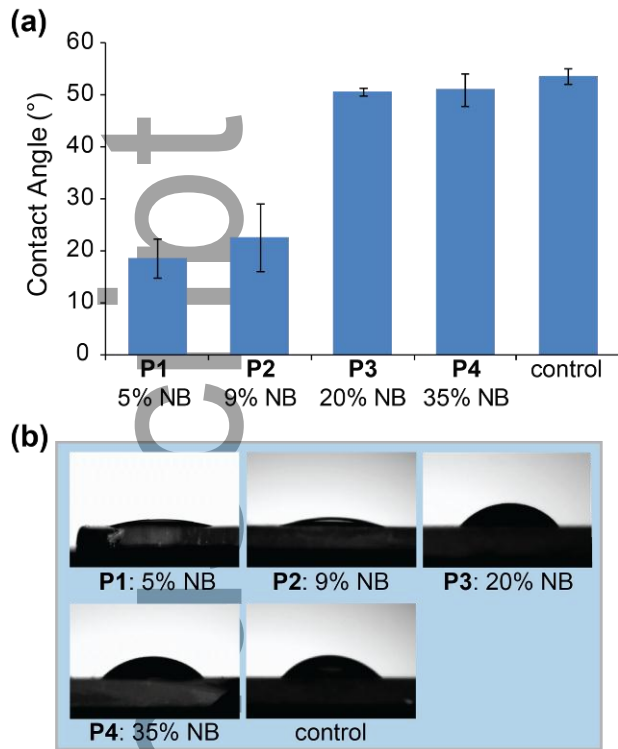 (a)
60
50
40
30
20
10
0
Contact Angle (°)
P1 P2 P3 P4 control
5% NB 9% NB 20% NB 35% NB
(b)
P1: 5% NB P2: 9% NB P3: 20% NB
P4: 35% NB control